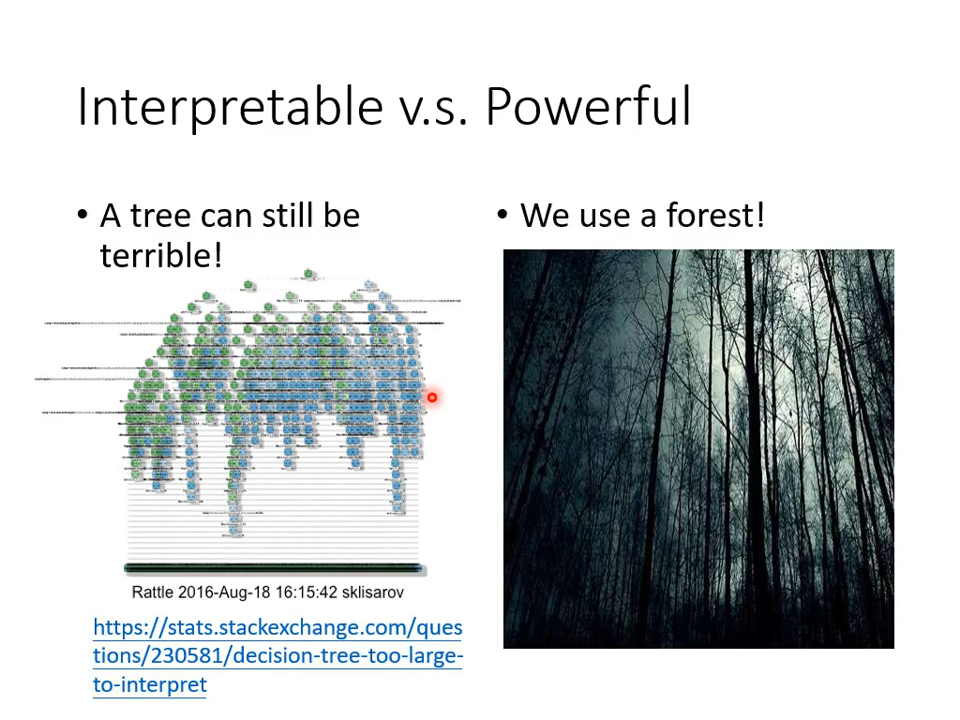 Interpretable v.s. Powerful
• A tree can still be
terrible!
Rattle 2016-Aug-18 16:15:42 sklisarov
https://stats.stackexchange.com/ques
tions/230581/decision-tree-too-large-
to-interpret
• We use a forest!